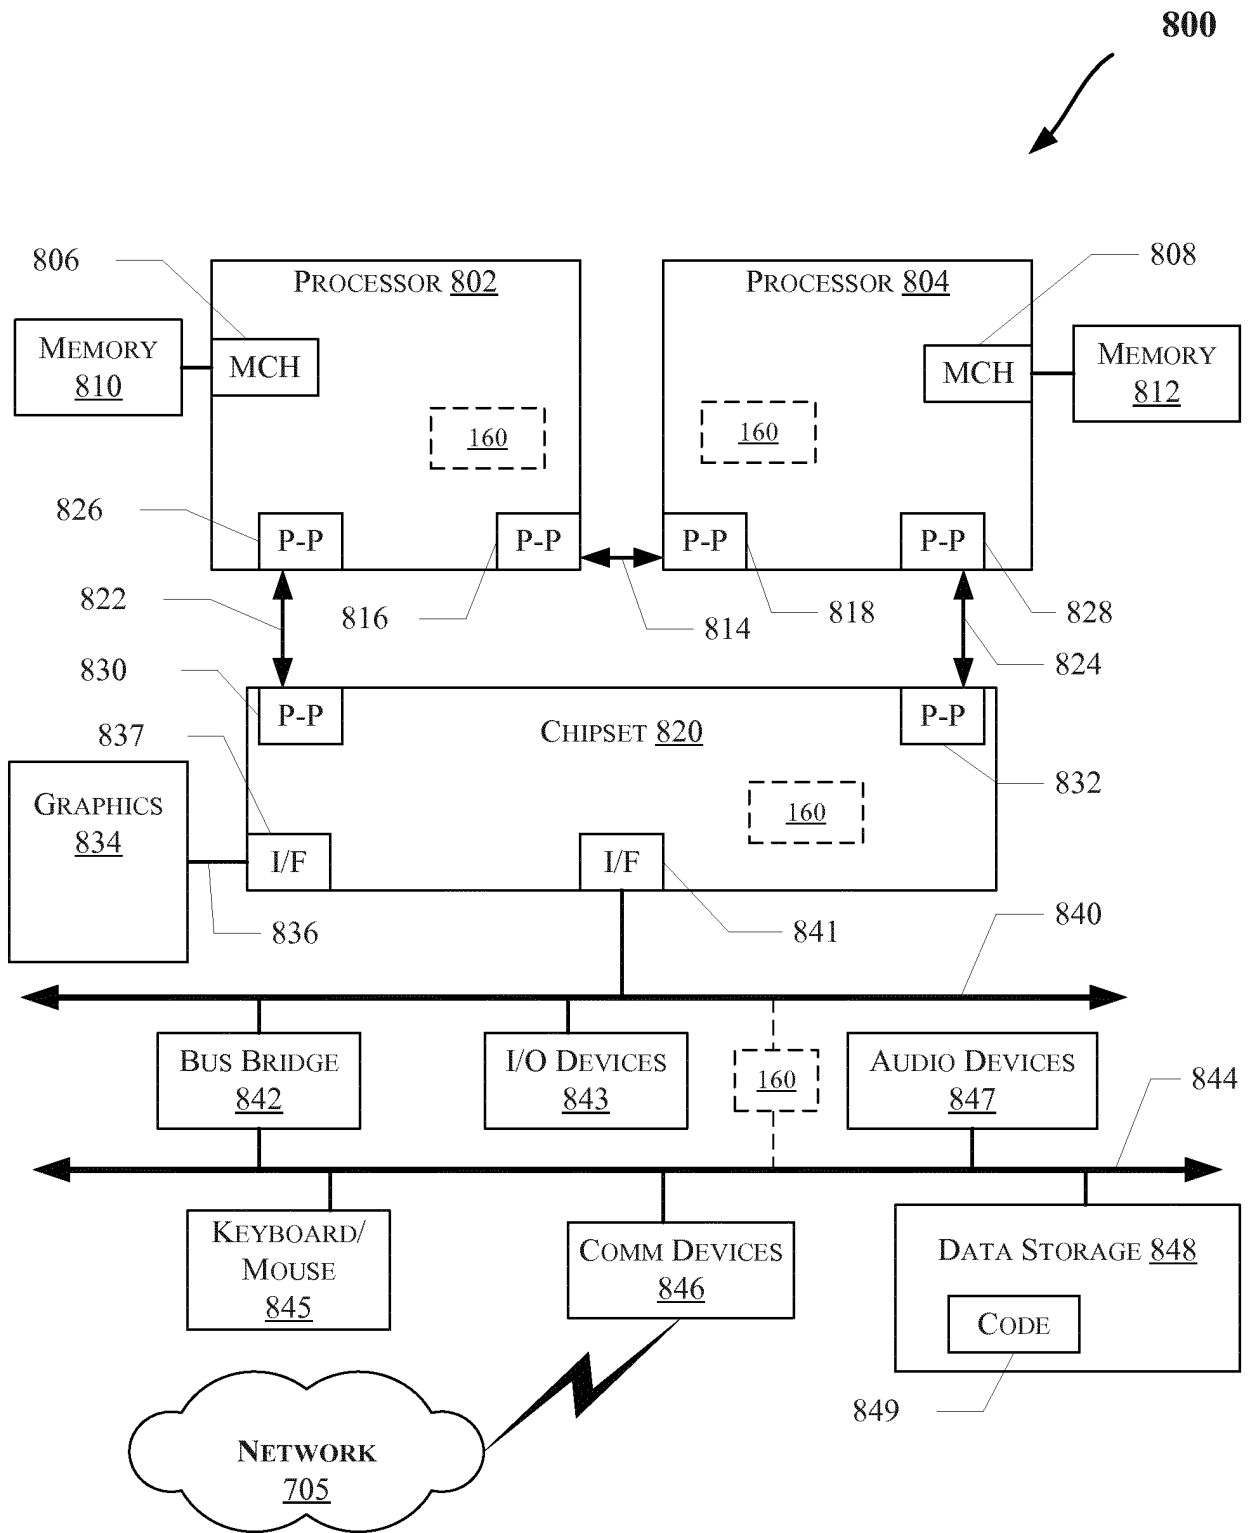 800
806
PROCESSOR 802
PROCESSOR 804
808
MEMORY
810
MCH
MCH
MEMORY
812
160
160
826
P-P
P-P
P-P
P-P
822
816
814
818
828
824
830
P-P
CHIPSET 820
P-P
837
832
GRAPHICS
834
160
I/F
I/F
836
841
840
BUS BRIDGE
842
I/O DEVICES
843
160
AUDIO DEVICES
847
844
KEYBOARD/
MOUSE
845
COMM DEVICES
846
DATA STORAGE 848
CODE
849
NETWORK
705